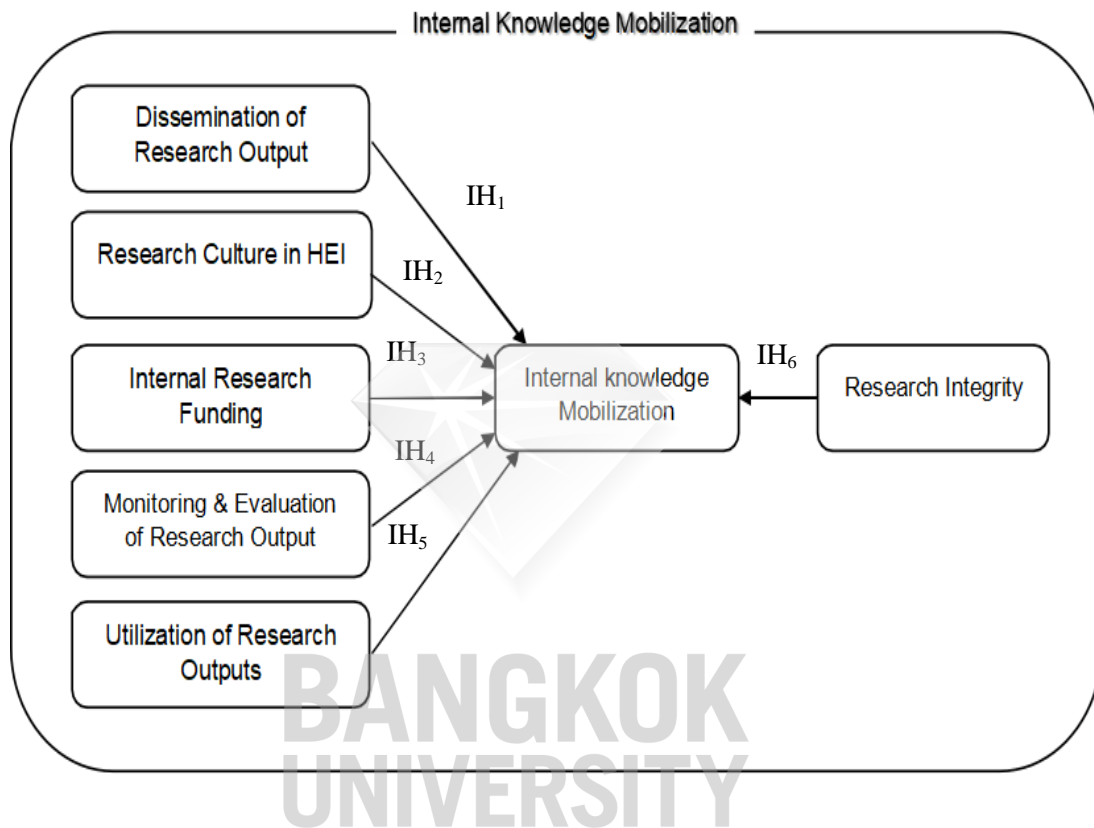 Internal Knowledge Mobilization
Dissemination of
Research Output
IH₁
Research Culture in HEI
IH₂
Internal Research
Funding
IH₃
Internal knowledge
Mobilization
IH₆
Research Integrity
IH₄
Monitoring & Evaluation
of Research Output
IH₅
Utilization of Research
Outputs
BANGKOK
UNIVERSITY